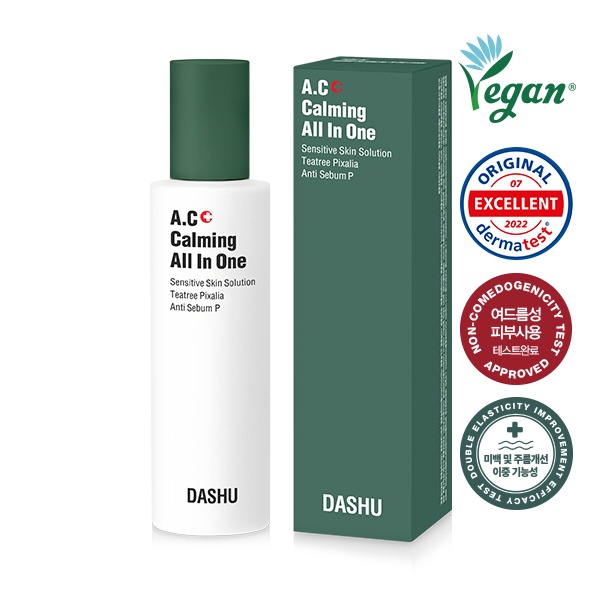 A.C
Calming
All In One
Sensitive Skin Solution
Teatree Pixalia
Anti Sebum P
DASHU
A.C
Calming
All In One
Sensitive Skin Solution
Teatree Pixalia
Anti Sebum P
DASHU
Vegan®
ORIGINAL
07
EXCELLENT
2022
dermatest®
NON-COMEDOGENICITY TEST
여드름성
피부사용
테스트완료
APPROVED
DOUBLE ELASTICITY IMPROVEMENT EFFICACY TEST
미백 및 주름개선
이중 기능성